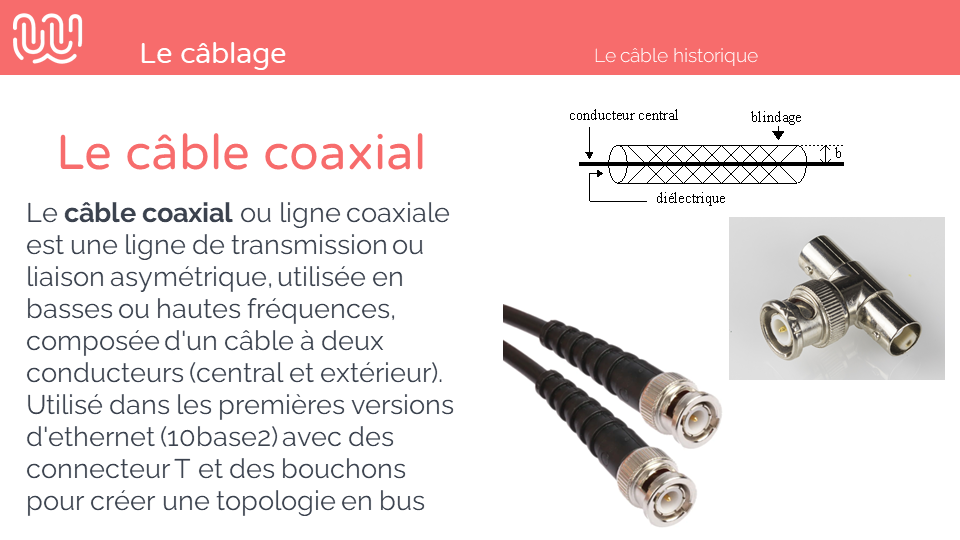 Le câblage
Le câble historique
Le câble coaxial
Le câble coaxial ou ligne coaxiale
est une ligne de transmission ou
liaison asymétrique, utilisée en
basses ou hautes fréquences,
composée d'un câble à deux
conducteurs (central et extérieur).
Utilisé dans les premières versions
d'ethernet (10base2) avec des
connecteur T et des bouchons
pour créer une topologie en bus
conducteur central
blindage
b
diélectrique